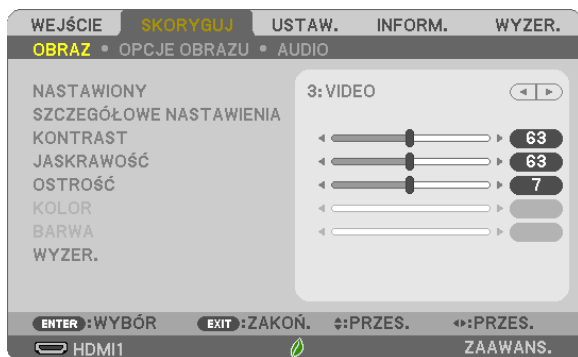 WEJŚCIE SKORYGUJ USTAW. INFORM. WYZER.
OBRAZ • OPCJE OBRAZU • AUDIO
NASTAWIONY 3:VIDEO
SZCZEGÓŁOWE NASTAWIENIA
KONTRAST 63
JASKRAWOŚĆ 63
OSTROŚĆ 7
KOLOR
BARWA
WYZER.
ENTER:WYBÓR EXIT:ZAKOŃ. :PRZES. :PRZES.
HDMI1 ZAAWANS.